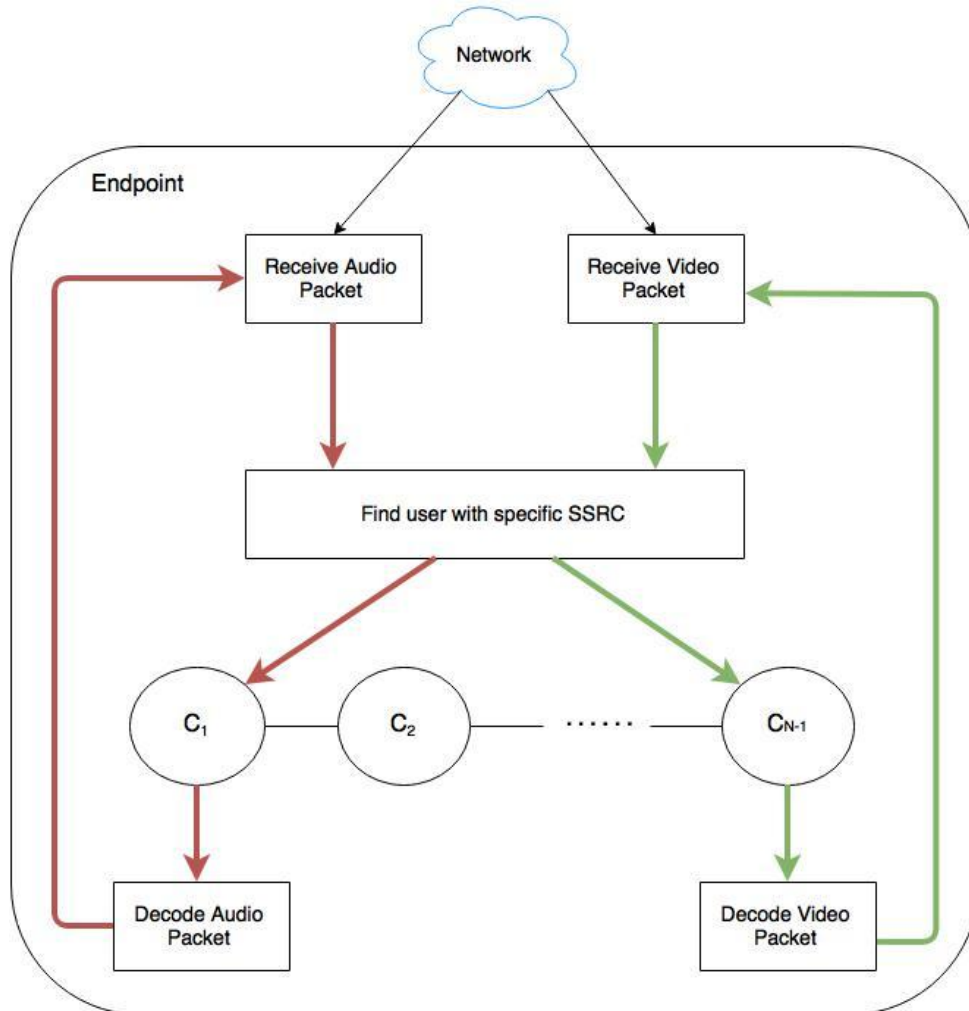 Network
Endpoint
Receive Audio
Packet
Receive Video
Packet
Find user with specific SSRC
C1
C2
......
CN-1
Decode Audio
Packet
Decode Video
Packet